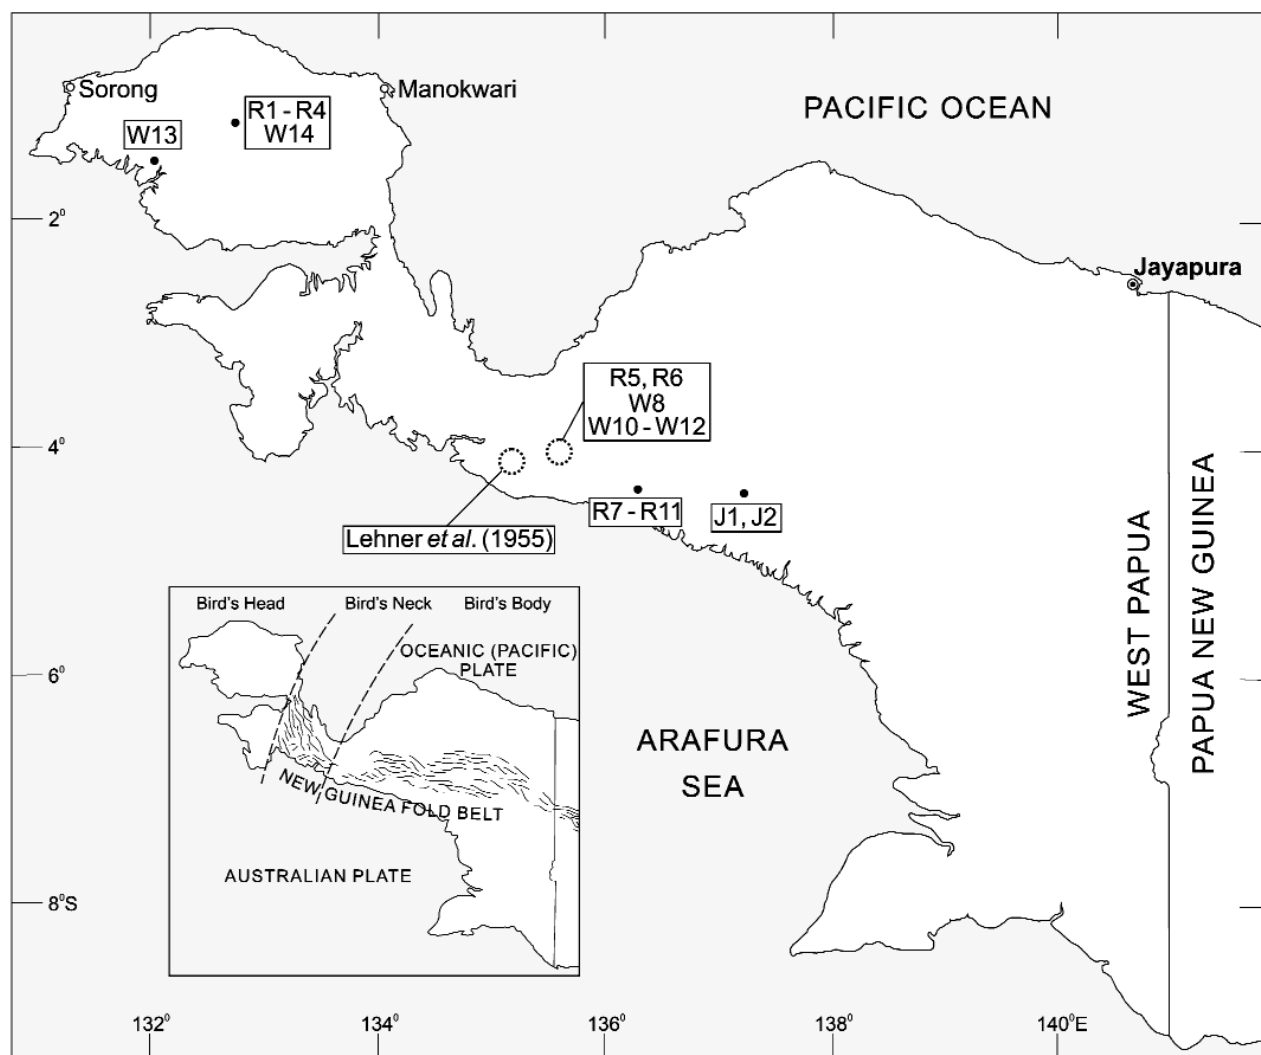 Sorong
Manokwari
R1 - R4
W14
W13
PACIFIC OCEAN
2°
Jayapura
R5, R6
W8
W10 - W12
4°
R7 - R11
J1, J2
Lehner et al. (1955)
WEST PAPUA
PAPUA NEW GUINEA
Bird's Head
Bird's Neck
Bird's Body
OCEANIC (PACIFIC)
PLATE
6°
ARAFURA
SEA
NEW GUINEA FOLD BELT
AUSTRALIAN PLATE
8°S
132°
134°
136°
138°
140°E